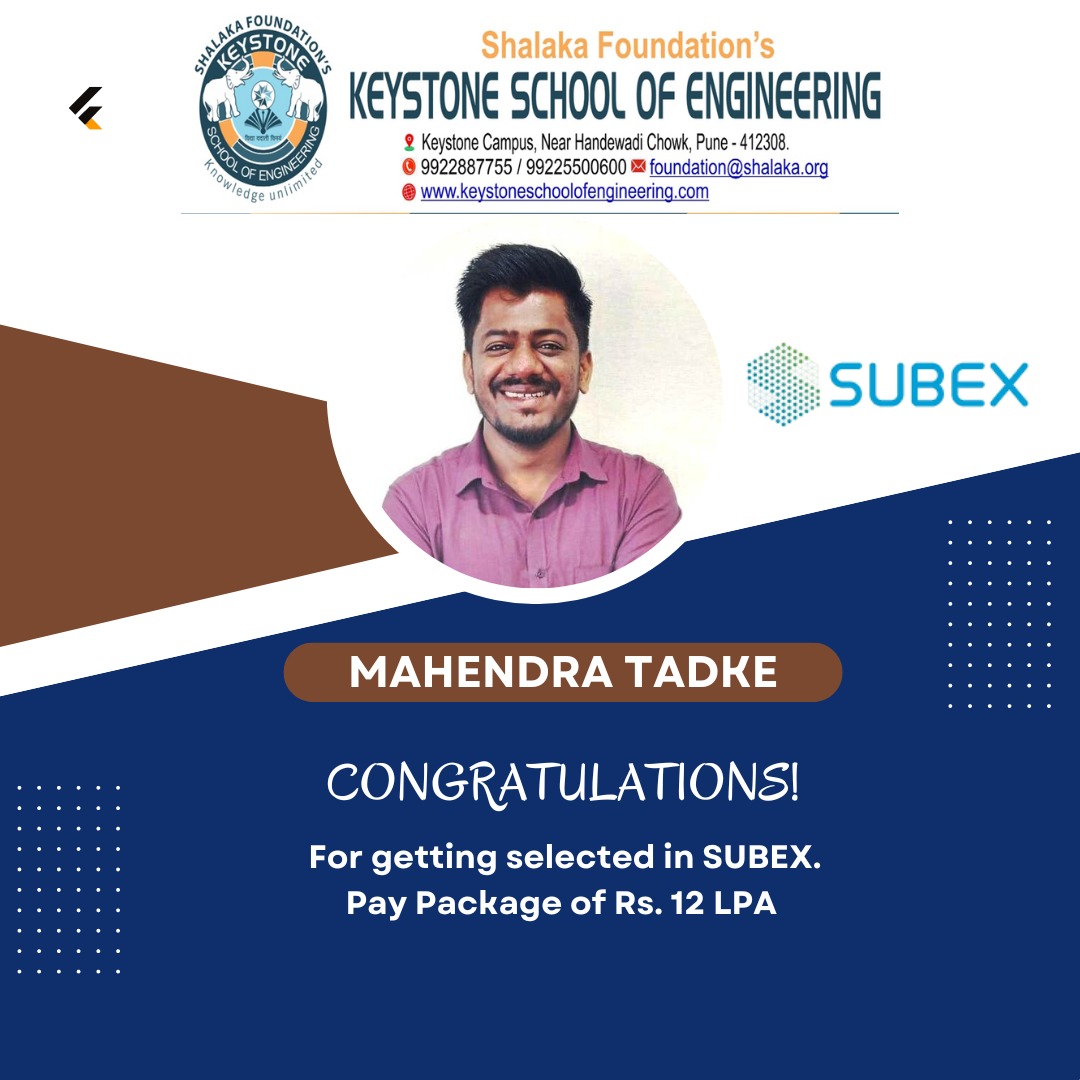 SHALAKA FOUNDATION'S
KEYSTONE
SCHOOL OF ENGINEERING
Knowledge unlimited
Shalaka Foundation's
KEYSTONE SCHOOL OF ENGINEERING
Keystone Campus, Near Handewadi Chowk, Pune - 412308.
9922887755 / 99225500600 foundation@shalaka.org
www.keystoneschoolofengineering.com
SUBEX
MAHENDRA TADKE
CONGRATULATIONS!
For getting selected in SUBEX.
Pay Package of Rs. 12 LPA